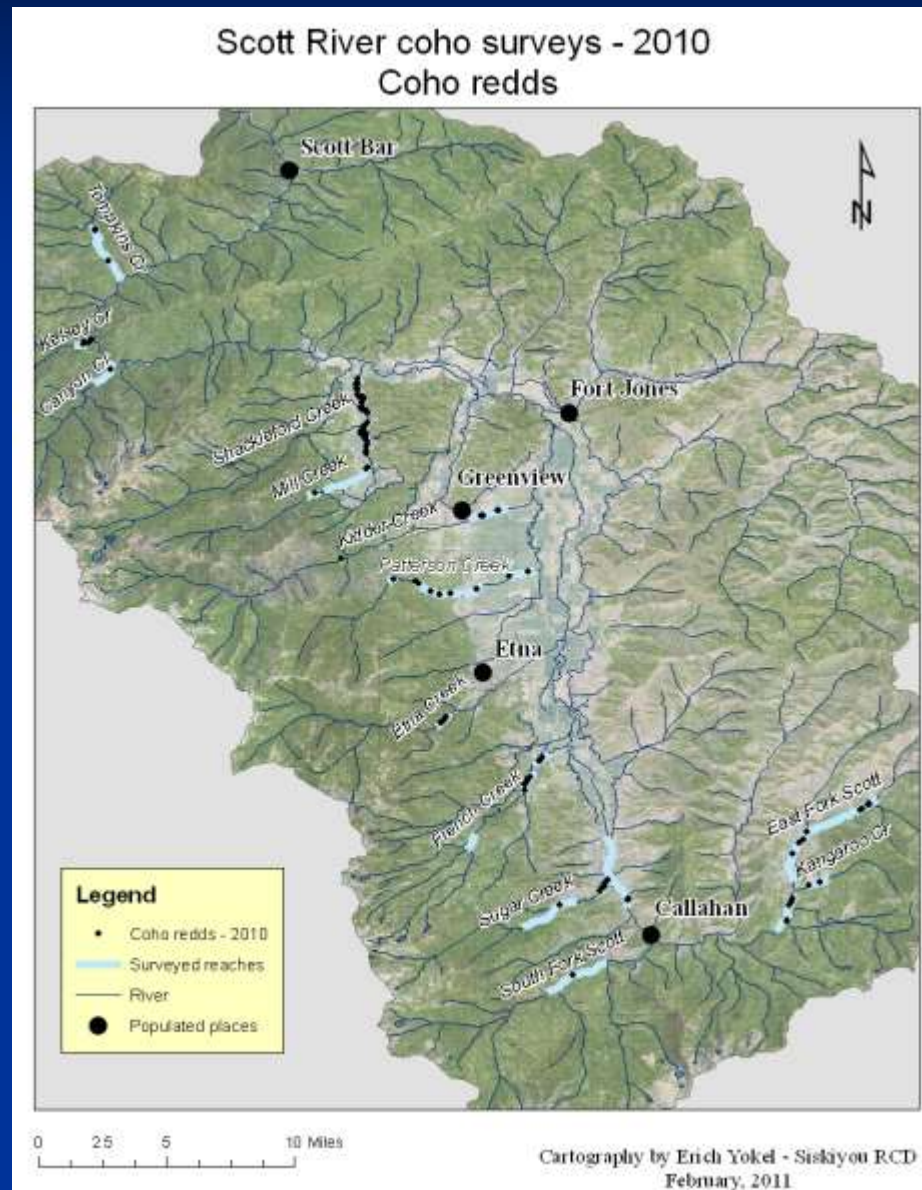 Scott River coho surveys - 2010
Coho redds
Scott Bar
Tompkins Cr
Kelsey Cr
Canyon Cr
Fort Jones
Shackleford Creek
Greenview
Mill Creek
Kidder Creek
Patterson Creek
Etna
Etna Creek
French Creek
East Fork Scott
Kangaroo Cr
Sugar Creek
Callahan
South Fork Scott
N
Legend
Coho redds - 2010
Surveyed reaches
River
Populated places
0 2.5 5 10 Miles
Cartography by Erich Yokel - Siskiyou RCD
February, 2011